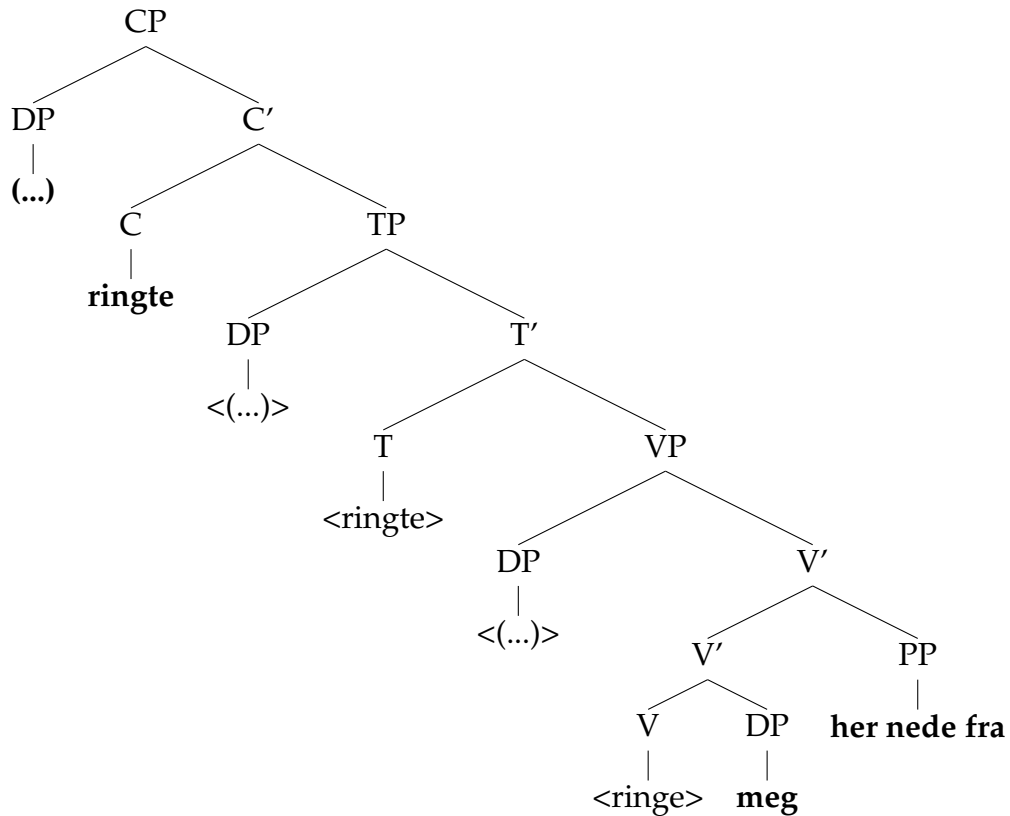 CP
DP C′
(...)
C TP
ringte
DP T′
<(...)>
T VP
<ringte>
DP V′
<(...)>
V′ PP
V DP her nede fra
<ringe> meg